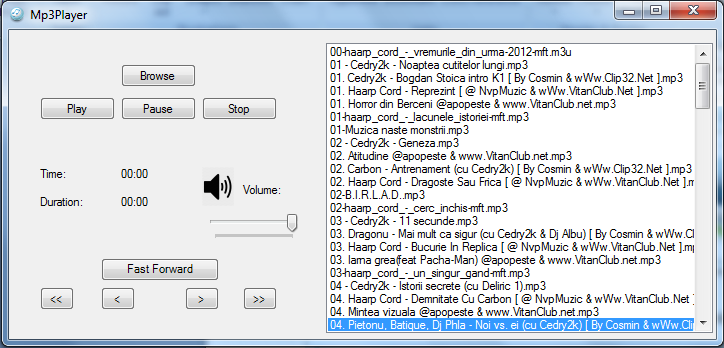 Mp3Player
Browse
Play
Pause
Stop
Time:
00:00
Volume:
Duration:
00:00
Fast Forward
<<
<
>
>>
00-haarp_cord_-_vremurile_din_urma-2012-mft.m3u
01 - Cedry2k - Noaptea cutitelor lungi.mp3
01. Cedry2k - Bogdan Stoica intro K1 [ By Cosmin & wWw.Clip32.Net ].mp3
01. Haarp Cord - Reprezint [ @ NvpMuzic & wWw.VitanClub.Net ].mp3
01. Horror din Berceni @apopeste & www.VitanClub.net.mp3
01-haarp_cord_-_lacunele_istoriei-mft.mp3
01-Muzica naste monstrii.mp3
02 - Cedry2k - Geneza.mp3
02. Atitudine @apopeste & www.VitanClub.net.mp3
02. Carbon - Antrenament (cu Cedry2k) [ By Cosmin & wWw.Clip32.Net
02. Haarp Cord - Dragoste Sau Frica [ @ NvpMuzic & wWw.VitanClub.Net ].m
02-B.I.R.L.A.D..mp3
02-haarp_cord_-_cerc_inchis-mft.mp3
03 - Cedry2k - 11 secunde.mp3
03. Dragonu - Mai mult ca sigur (cu Cedry2k & Dj Albu) [ By Cosmin & wWw.
03. Haarp Cord - Bucurie In Replica [ @ NvpMuzic & wWw.VitanClub.Net ].mp
03. Iarna grea(feat Pacha-Man) @apopeste & www.VitanClub.net.mp3
03-haarp_cord_-_un_singur_gand-mft.mp3
04 - Cedry2k - Istorii secrete (cu Deliric 1).mp3
04. Haarp Cord - Demnitate Cu Carbon [ @ NvpMuzic & wWw.VitanClub.Net
04. Mintea vizuala @apopeste & www.VitanClub.net.mp3
04. Pietonu, Batique, Dj Phla - Noi vs. ei (cu Cedry2k) [ By Cosmin & wWw.Clip